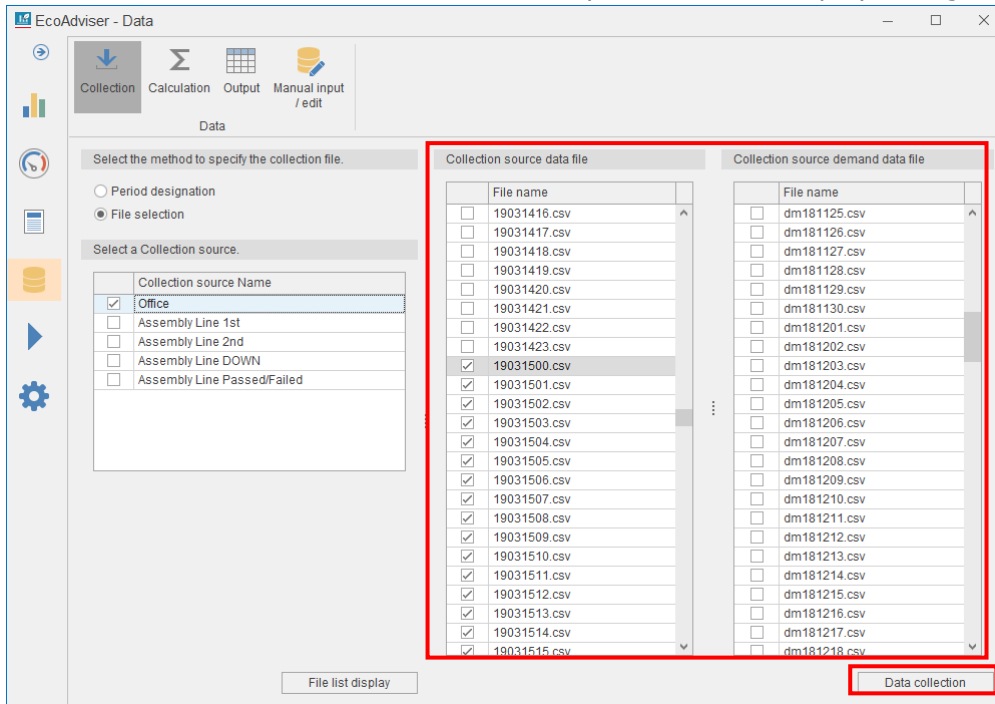 EcoAdviser - Data
Collection
Calculation
Output
Manual input
/ edit
Data
Select the method to specify the collection file.
Period designation
File selection
Select a Collection source.
Collection source Name
Office
Assembly Line 1st
Assembly Line 2nd
Assembly Line DOWN
Assembly Line Passed/Failed
File list display
Collection source data file
File name
19031416.csv
19031417.csv
19031418.csv
19031419.csv
19031420.csv
19031421.csv
19031422.csv
19031423.csv
19031500.csv
19031501.csv
19031502.csv
19031503.csv
19031504.csv
19031505.csv
19031506.csv
19031507.csv
19031508.csv
19031509.csv
19031510.csv
19031511.csv
19031512.csv
19031513.csv
19031514.csv
19031515.csv
Collection source demand data file
File name
dm181125.csv
dm181126.csv
dm181127.csv
dm181128.csv
dm181129.csv
dm181130.csv
dm181201.csv
dm181202.csv
dm181203.csv
dm181204.csv
dm181205.csv
dm181206.csv
dm181207.csv
dm181208.csv
dm181209.csv
dm181210.csv
dm181211.csv
dm181212.csv
dm181213.csv
dm181214.csv
dm181215.csv
dm181216.csv
dm181217.csv
dm181218.csv
Data collection